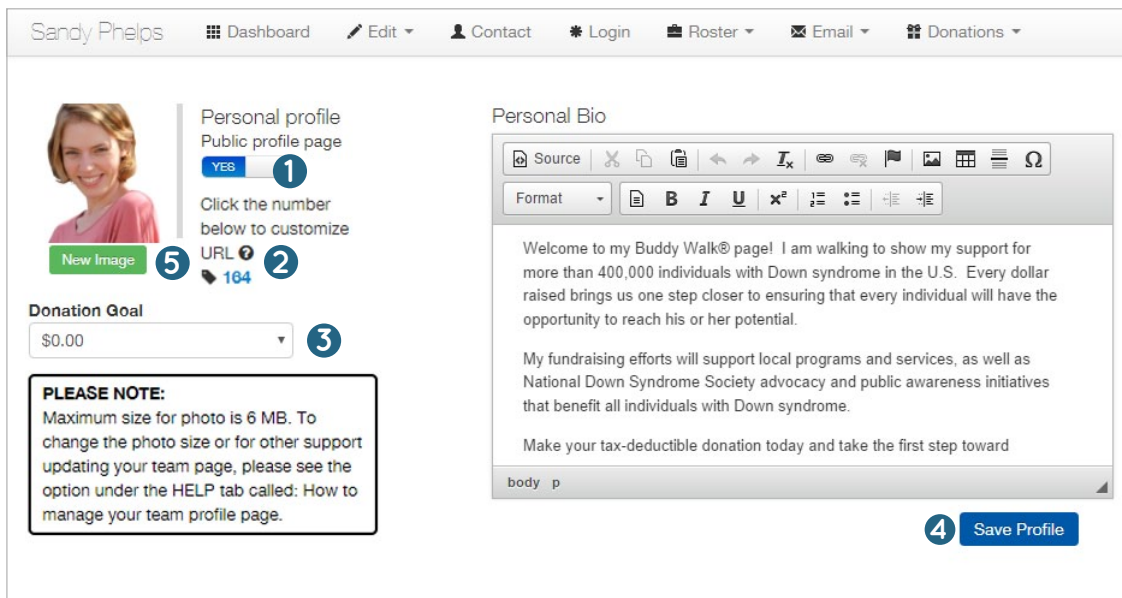 Sandy Phelps Dashboard Edit Contact Login Roster Email Donations
Personal profile
Public profile page
YES 1
Click the number
below to customize
URL 2
164
New Image 5
Donation Goal
$0.00 3
PLEASE NOTE:
Maximum size for photo is 6 MB. To
change the photo size or for other support
updating your team page, please see the
option under the HELP tab called: How to
manage your team profile page.
Personal Bio
Source
Format B I U
Welcome to my Buddy Walk® page! I am walking to show my support for
more than 400,000 individuals with Down syndrome in the U.S. Every dollar
raised brings us one step closer to ensuring that every individual will have the
opportunity to reach his or her potential.
My fundraising efforts will support local programs and services, as well as
National Down Syndrome Society advocacy and public awareness initiatives
that benefit all individuals with Down syndrome.
Make your tax-deductible donation today and take the first step toward
body p
4 Save Profile